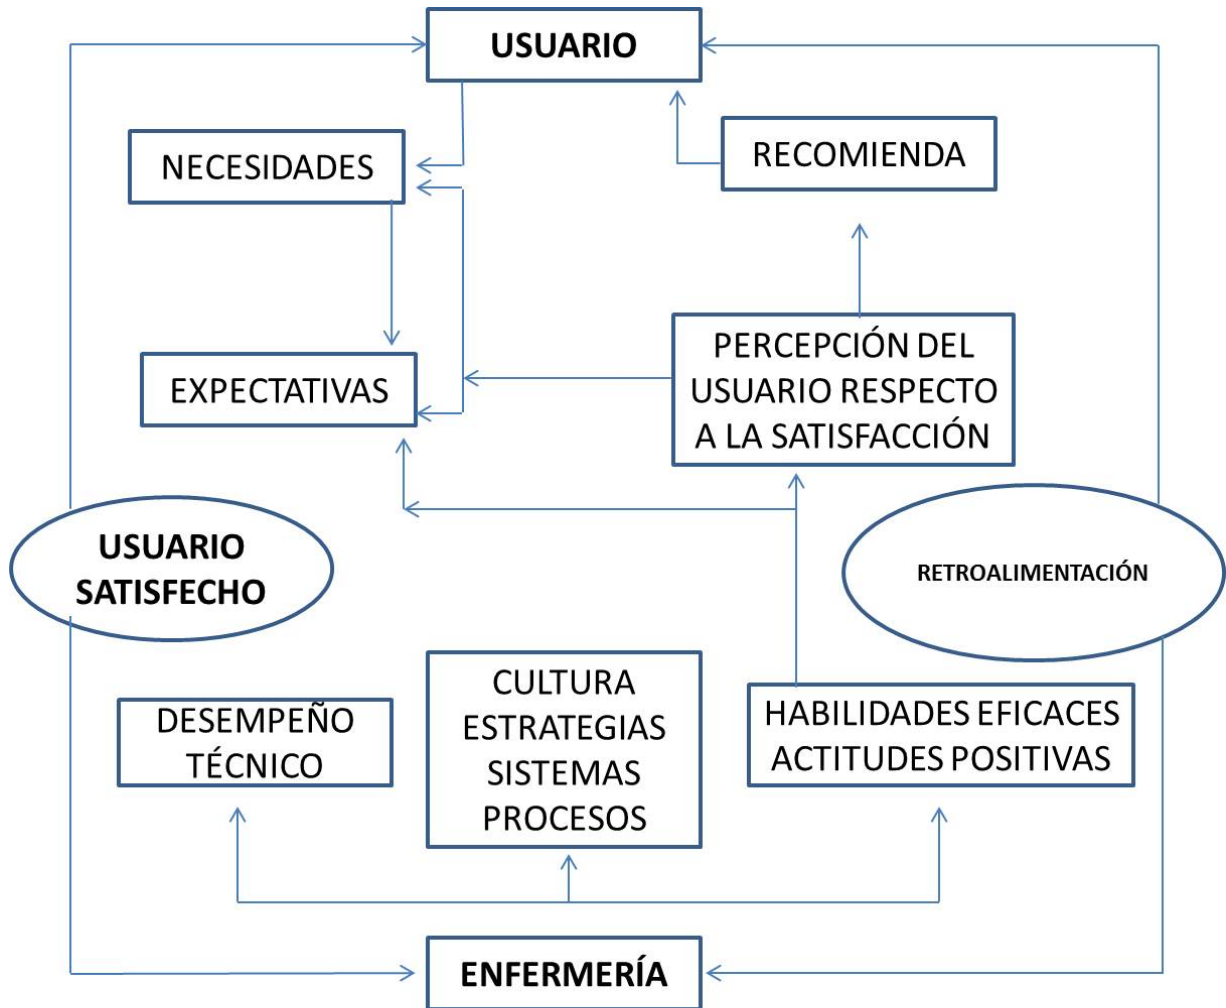 USUARIO
NECESIDADES
RECOMIENDA
EXPECTATIVAS
PERCEPCIÓN DEL
USUARIO RESPECTO
A LA SATISFACCIÓN
USUARIO
SATISFECHO
RETROALIMENTACIÓN
DESEMPEÑO
TÉCNICO
CULTURA
ESTRATEGIAS
SISTEMAS
PROCESOS
HABILIDADES EFICACES
ACTITUDES POSITIVAS
ENFERMERÍA